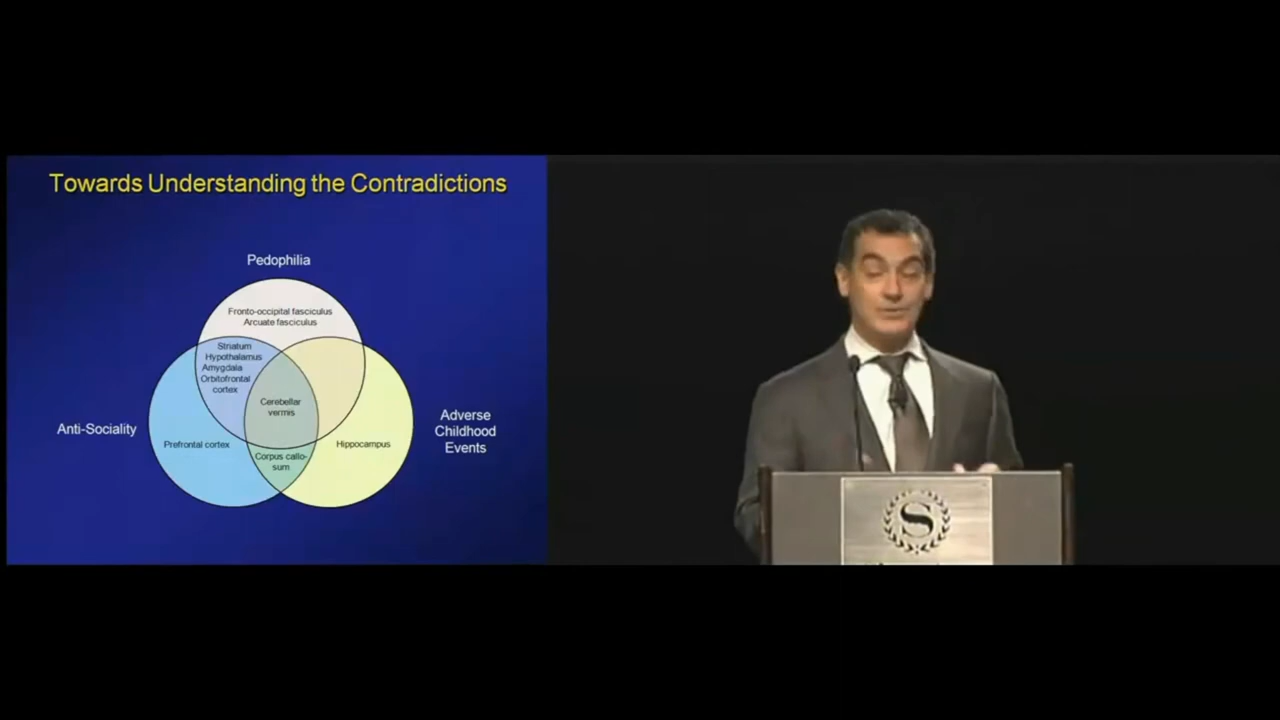 Towards Understanding the Contradictions
Pedophilia
Fronto-occipital fasciculus
Arcuate fasciculus
Striatum
Hypothalamus
Amygdala
Orbitofrontal
cortex
Cerebellar
vermis
Anti-Sociality
Prefrontal cortex
Corpus callo-
sum
Hippocampus
Adverse
Childhood
Events
S